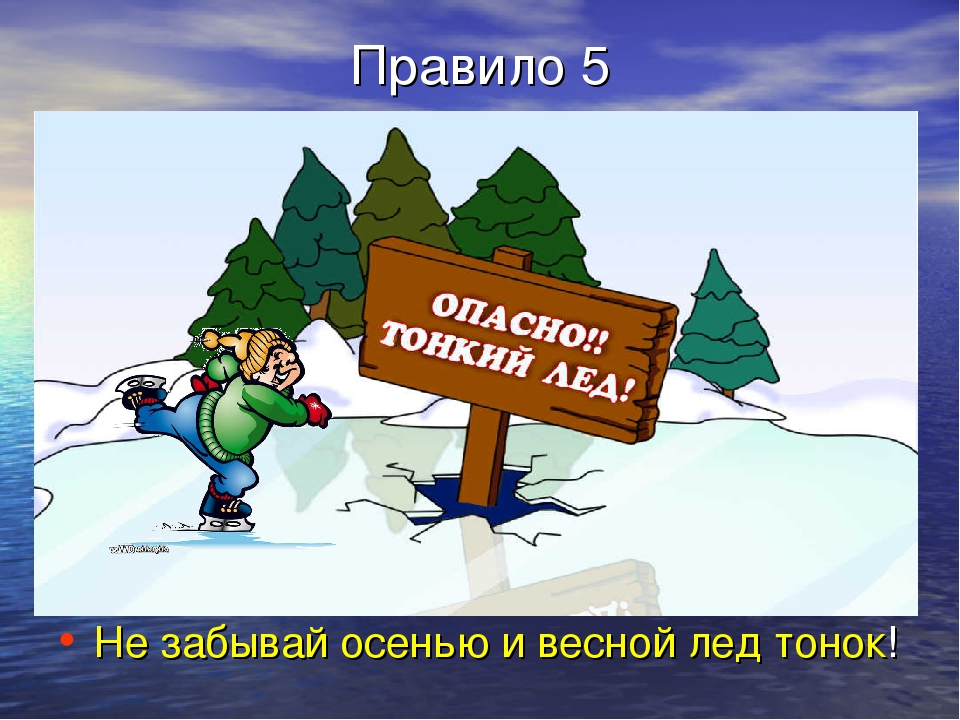 Правило 5
ОПАСНО!!
ТОНКИЙ ЛЕД!
• Не забывай осенью и весной лед тонок!